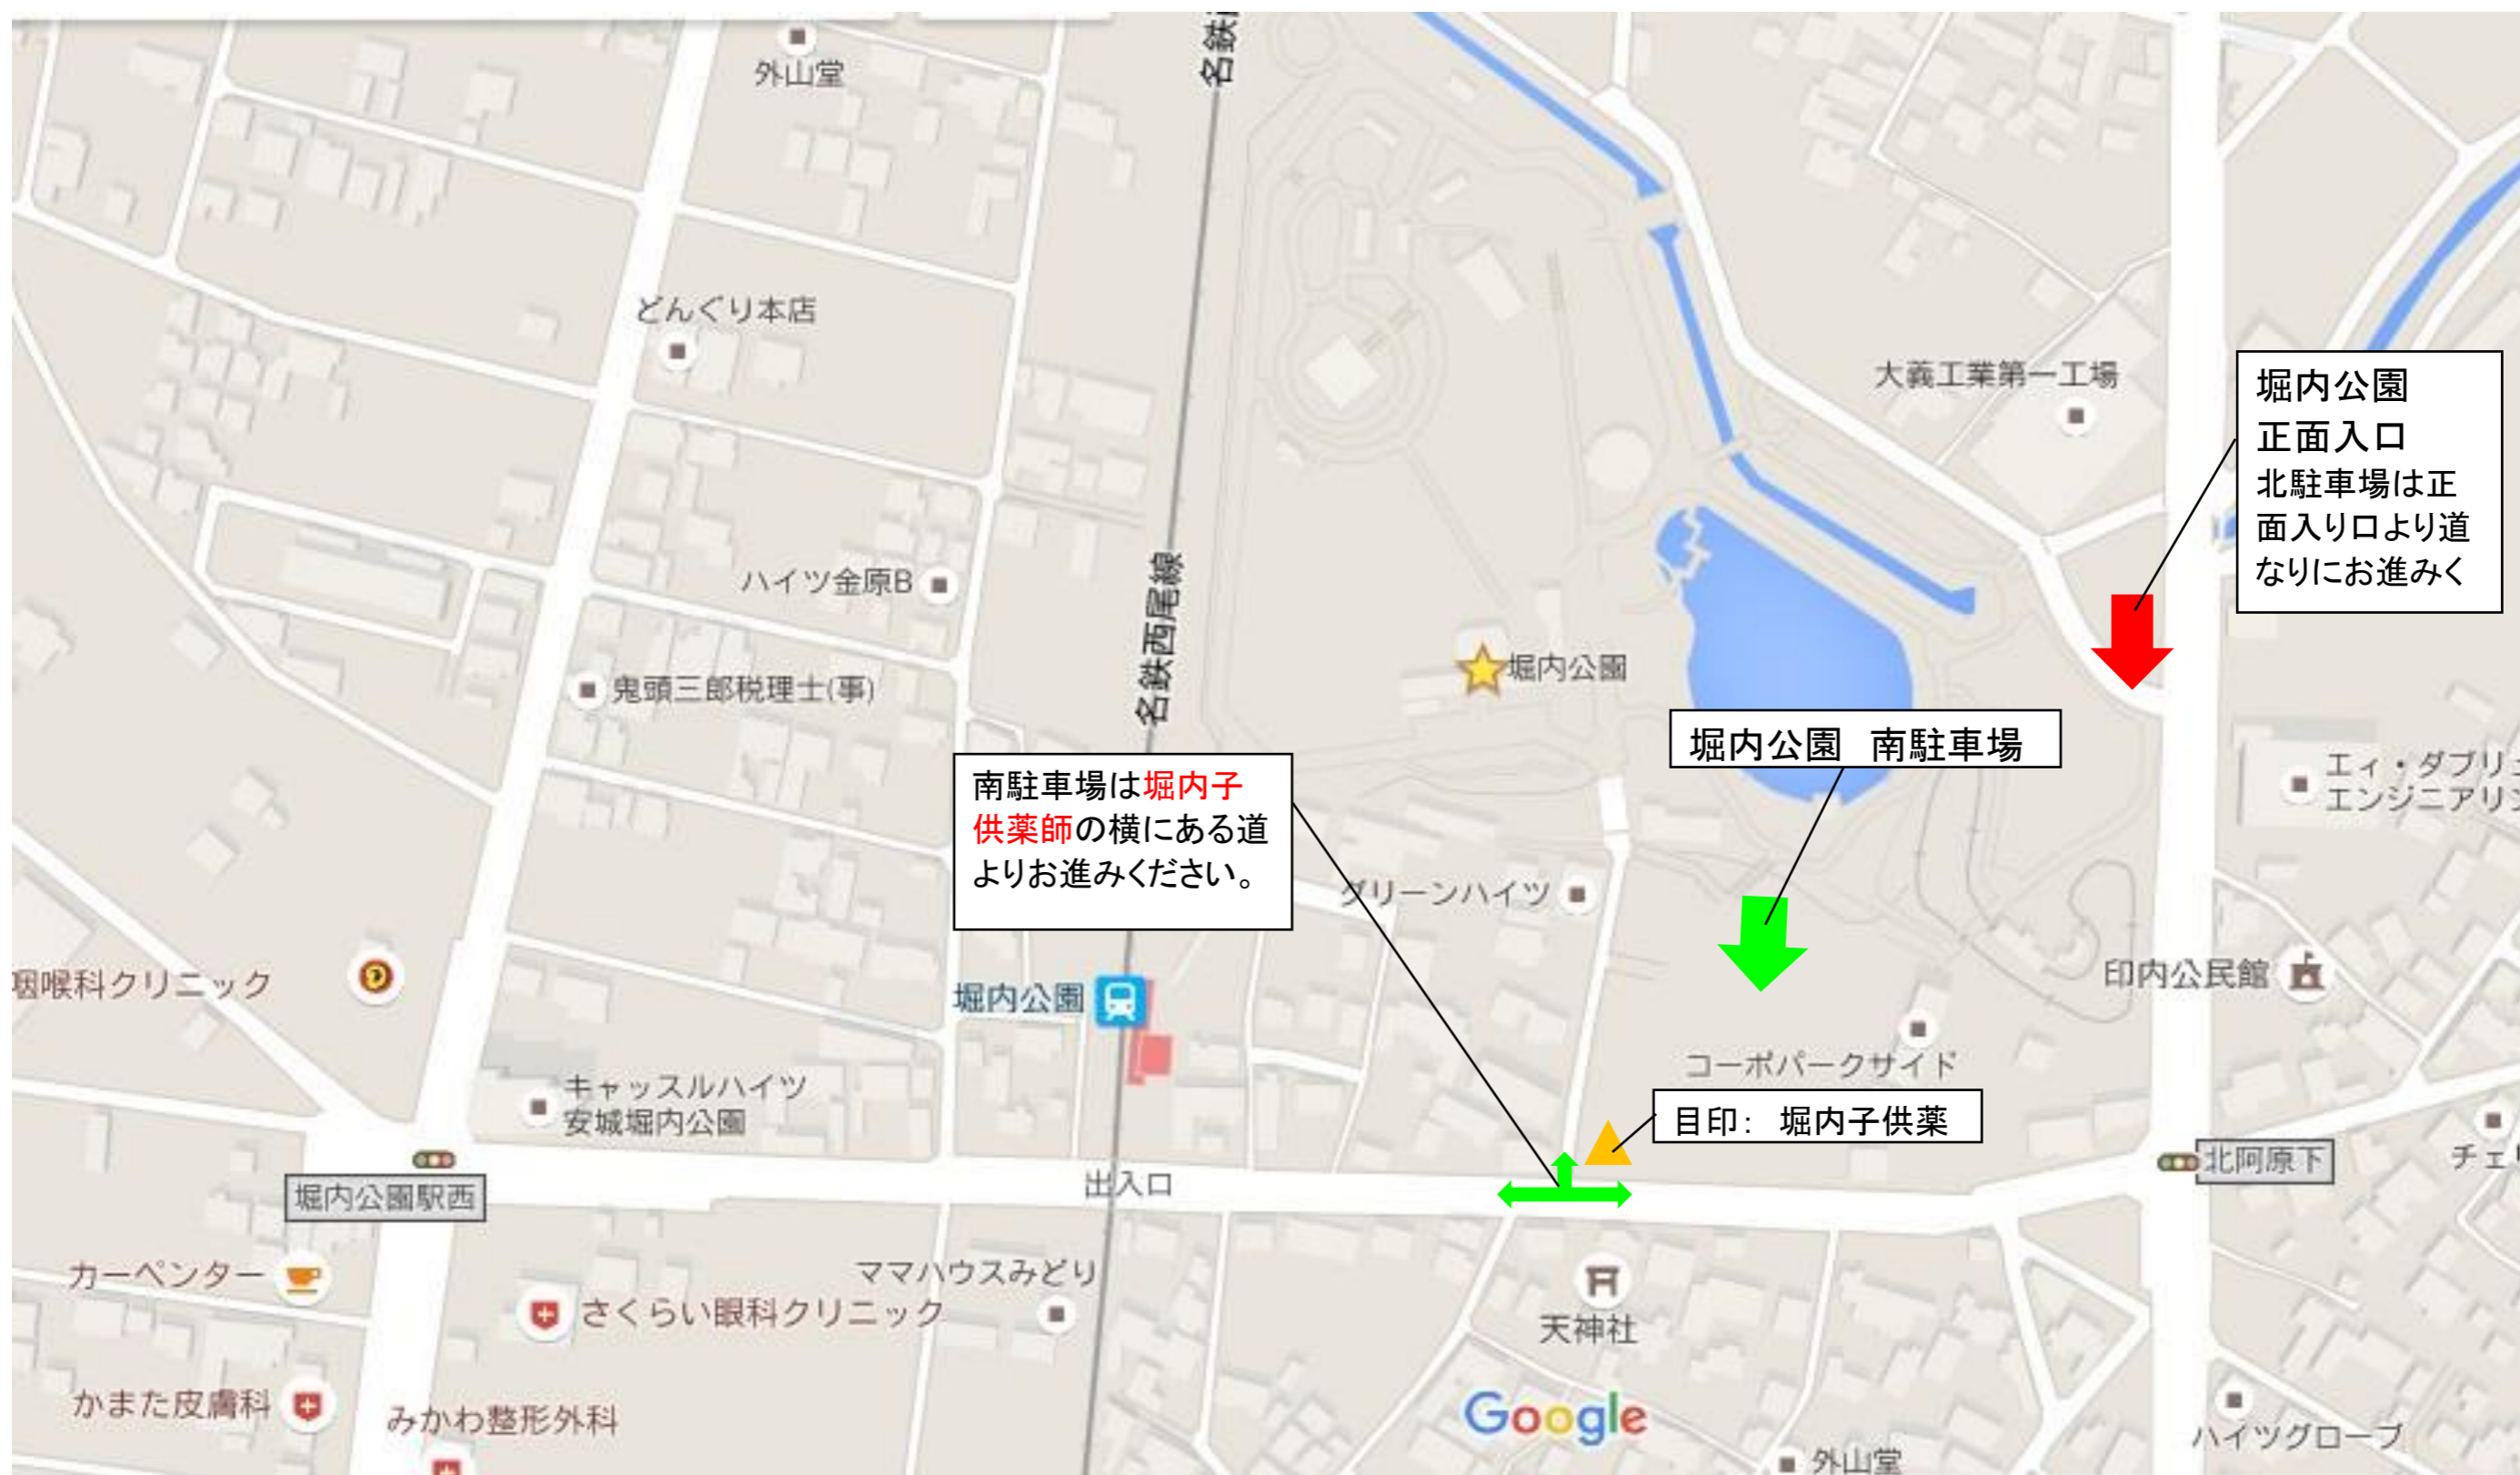 名鉄
外山堂
どんぐり本店
大義工業第一工場
堀内公園
正面入口
北駐車場は正
面入り口より道
なりにお進みく
ハイツ金原B
名鉄西尾線
鬼頭三郎税理士(事)
堀内公園
堀内公園 南駐車場
エィ・ダブリュ
エンジニアリン
南駐車場は堀内子
供薬師の横にある道
よりお進みください。
グリーンハイツ
咽喉科クリニック
堀内公園
印内公民館
コーポパークサイド
キャッスルハイツ
安城堀内公園
目印: 堀内子供薬
出入口
北阿原下
チェリ
堀内公園駅西
カーペンター
ママハウスみどり
さくらい眼科クリニック
天神社
かまた皮膚科
みかわ整形外科
Google
ハイツグローブ
外山堂